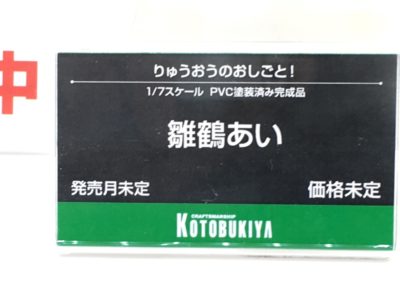 中
りゅうおうのおしごと!
1/7スケール PVC塗装済み完成品
雛鶴あい
発売月未定
価格未定
CRAFTSMANSHIP
KOTOBUKIYA